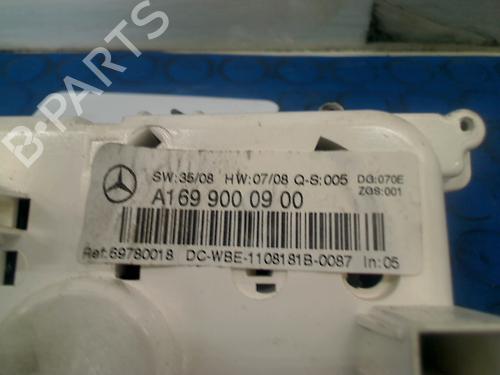 B-PARTS
SW:35/08 HW:07/08 Q-S:005 DG:070E
ZGS:001
A169 900 09 00
Ref:69780018 DC-WBE-1108181B-0087 In:05